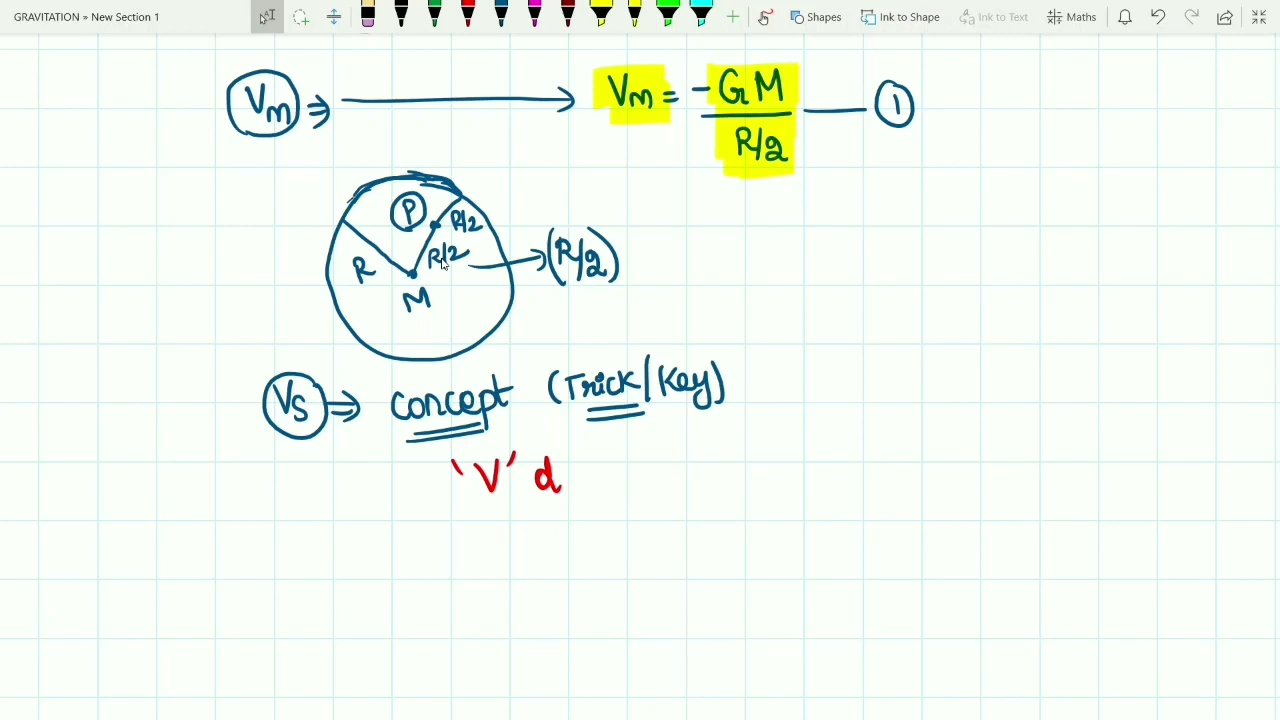 GRAVITATION » New Section 1
Shapes
Ink to Shape
Ink to Text
Maths
Vm ⇒ → Vm = -GM / R/2 — 1
P
R/2
R/2
R
M
(R/2)
Vs ⇒ concept (Trick/Key)
'V' d